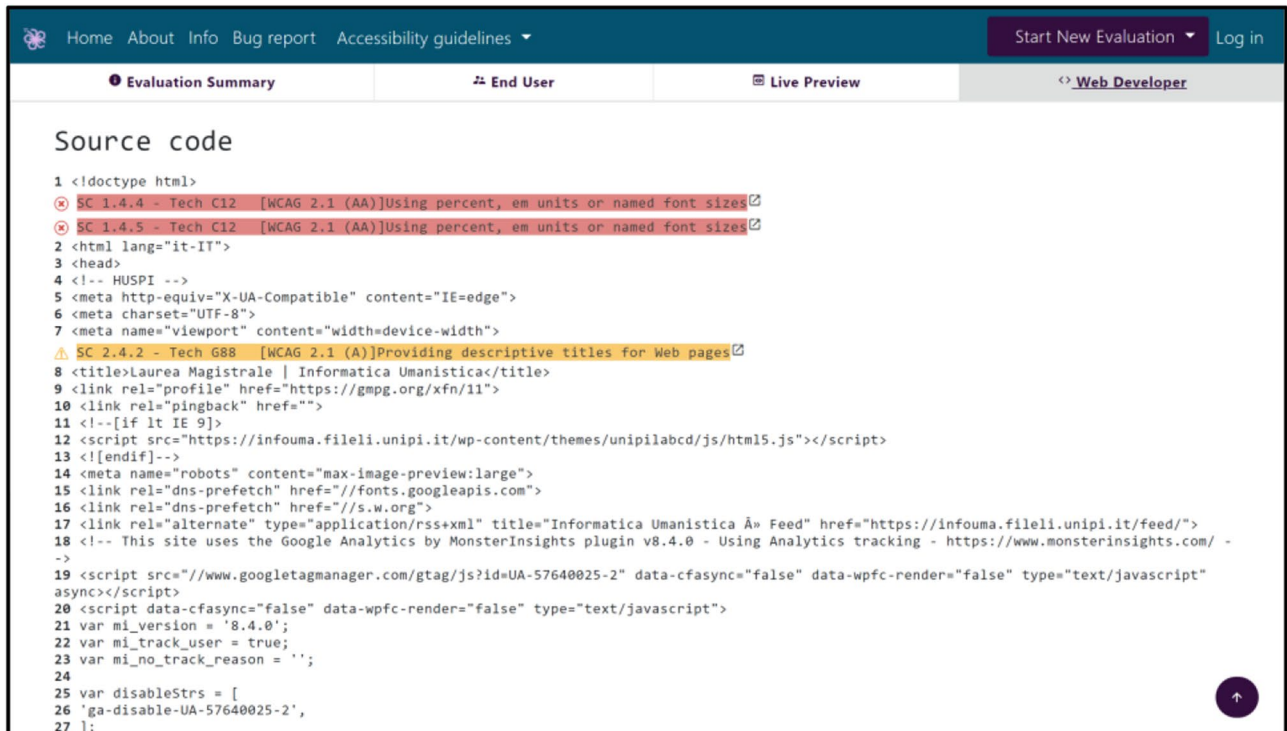 Home About Info Bug report Accessibility guidelines Start New Evaluation Log in
Evaluation Summary End User Live Preview Web Developer
Source code
1 <!doctype html>
SC 1.4.4 - Tech C12 [WCAG 2.1 (AA)]Using percent, em units or named font sizes
SC 1.4.5 - Tech C12 [WCAG 2.1 (AA)]Using percent, em units or named font sizes
2 <html lang="it-IT">
3 <head>
4 <!-- HUSPI -->
5 <meta http-equiv="X-UA-Compatible" content="IE=edge">
6 <meta charset="UTF-8">
7 <meta name="viewport" content="width=device-width">
SC 2.4.2 - Tech G88 [WCAG 2.1 (A)]Providing descriptive titles for Web pages
8 <title>Laurea Magistrale | Informatica Umanistica</title>
9 <link rel="profile" href="https://gmpg.org/xfn/11">
10 <link rel="pingback" href="">
11 <!--[if lt IE 9]>
12 <script src="https://infouma.fileli.unipi.it/wp-content/themes/unipilabcd/js/html5.js"></script>
13 <![endif]-->
14 <meta name="robots" content="max-image-preview:large">
15 <link rel="dns-prefetch" href="//fonts.googleapis.com">
16 <link rel="dns-prefetch" href="//s.w.org">
17 <link rel="alternate" type="application/rss+xml" title="Informatica Umanistica Â» Feed" href="https://infouma.fileli.unipi.it/feed/">
18 <!-- This site uses the Google Analytics by MonsterInsights plugin v8.4.0 - Using Analytics tracking - https://www.monsterinsights.com/ -
->
19 <script src="//www.googletagmanager.com/gtag/js?id=UA-57640025-2" data-cfasync="false" data-wpfc-render="false" type="text/javascript"
async></script>
20 <script data-cfasync="false" data-wpfc-render="false" type="text/javascript">
21 var mi_version = '8.4.0';
22 var mi_track_user = true;
23 var mi_no_track_reason = '';
24
25 var disableStrs = [
26 'ga-disable-UA-57640025-2',
27 ];